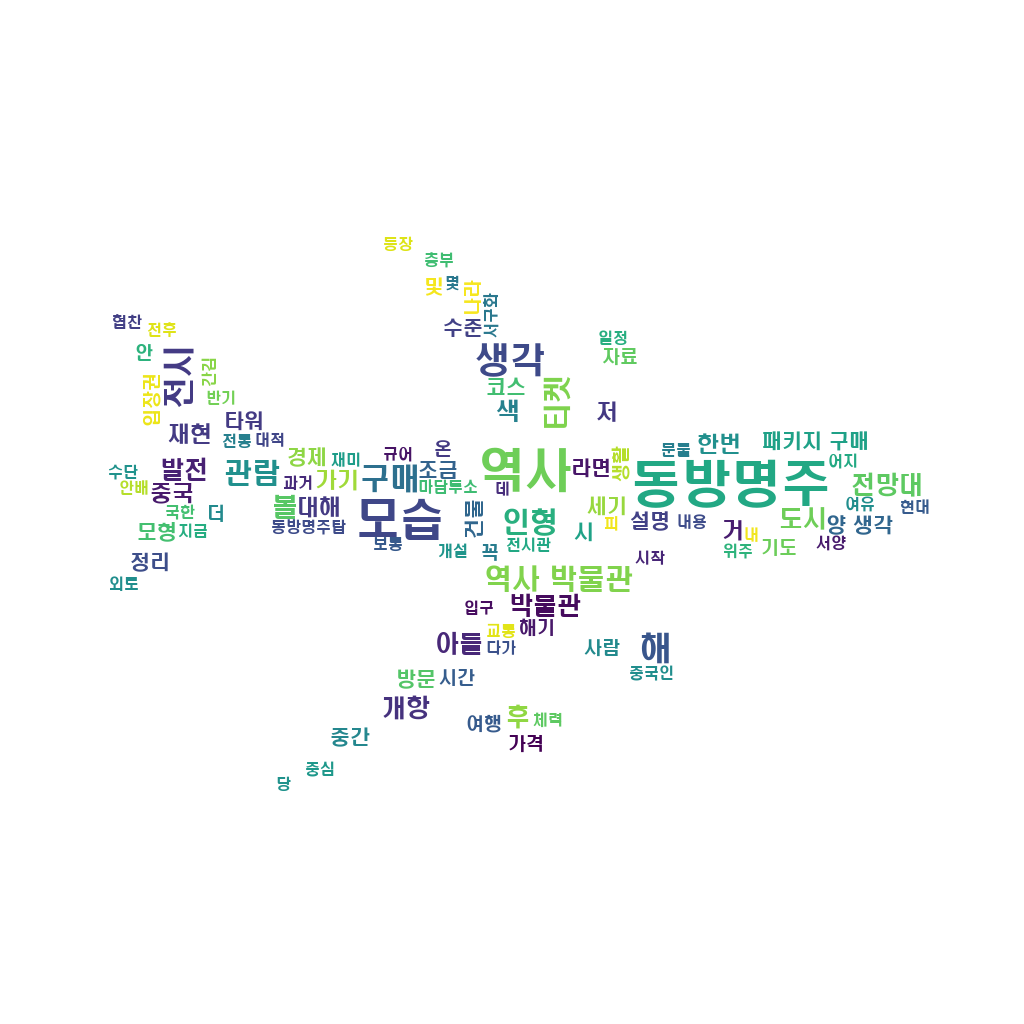 등장
층부
및
몇
나라
서구화
협찬
전후
수준
일정
안
전시
간김
생각
자료
입장권
반기
코스
티켓
색
저
타워
재현
전통
대적
온
한번
패키지 구매
경제
재미
규어
역사
라면
생활
문물
어지
발전
관람
가기
구매
조금
동방명주
전망대
수단
안배
중국
과거
마담투소
데
볼
대해
모습
건물
인형
세기
여유
현대
국한
더
피
설명
내용
도시
양 생각
모형
지금
동방명주탑
시
거
내
보통
개설
꼭
전시관
위주
기도
서양
정리
시작
외토
역사 박물관
입구
박물관
아들
교통
해기
다가
사람
해
방문
시간
중국인
개항
여행
후
체력
중간
가격
중심
당